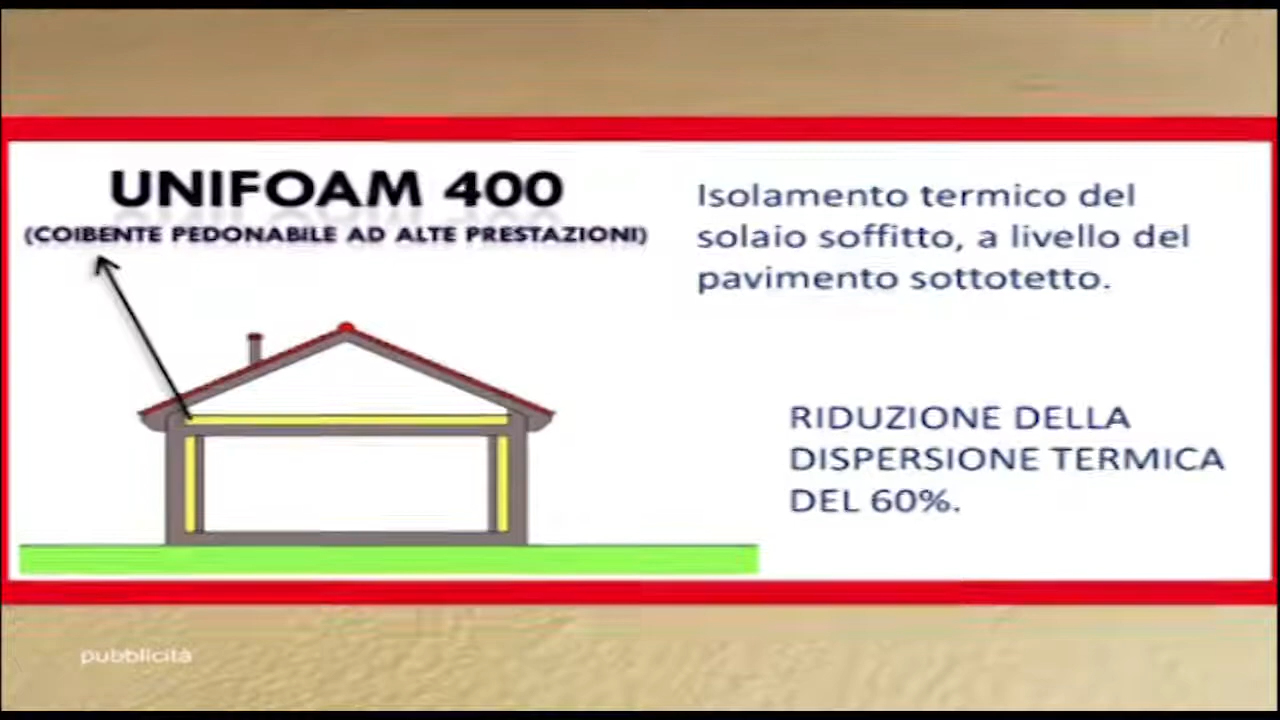 UNIFOAM 400
(COIBENTE PEDONABILE AD ALTE PRESTAZIONI)
Isolamento termico del
solaio soffitto, a livello del
pavimento sottotetto.
RIDUZIONE DELLA
DISPERSIONE TERMICA
DEL 60%.
pubblicità